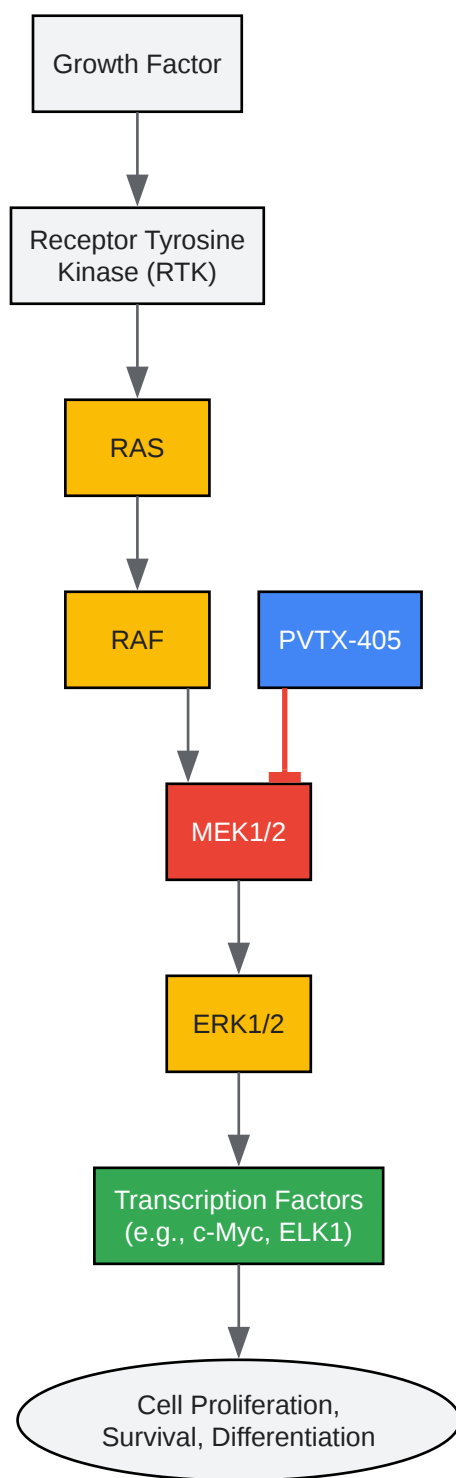 Growth Factor
Receptor Tyrosine
Kinase (RTK)
RAS
RAF
PVTX-405
MEK1/2
ERK1/2
Transcription Factors
(e.g., c-Myc, ELK1)
Cell Proliferation,
Survival, Differentiation